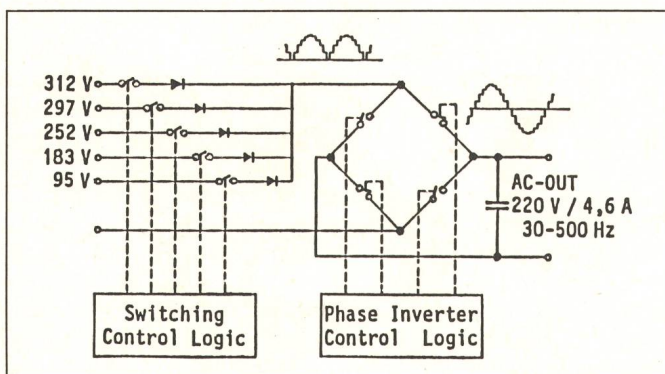 312 V
297 V
252 V
183 V
95 V
AC-OUT
220 V / 4,6 A
30-500 Hz
Switching
Control Logic
Phase Inverter
Control Logic